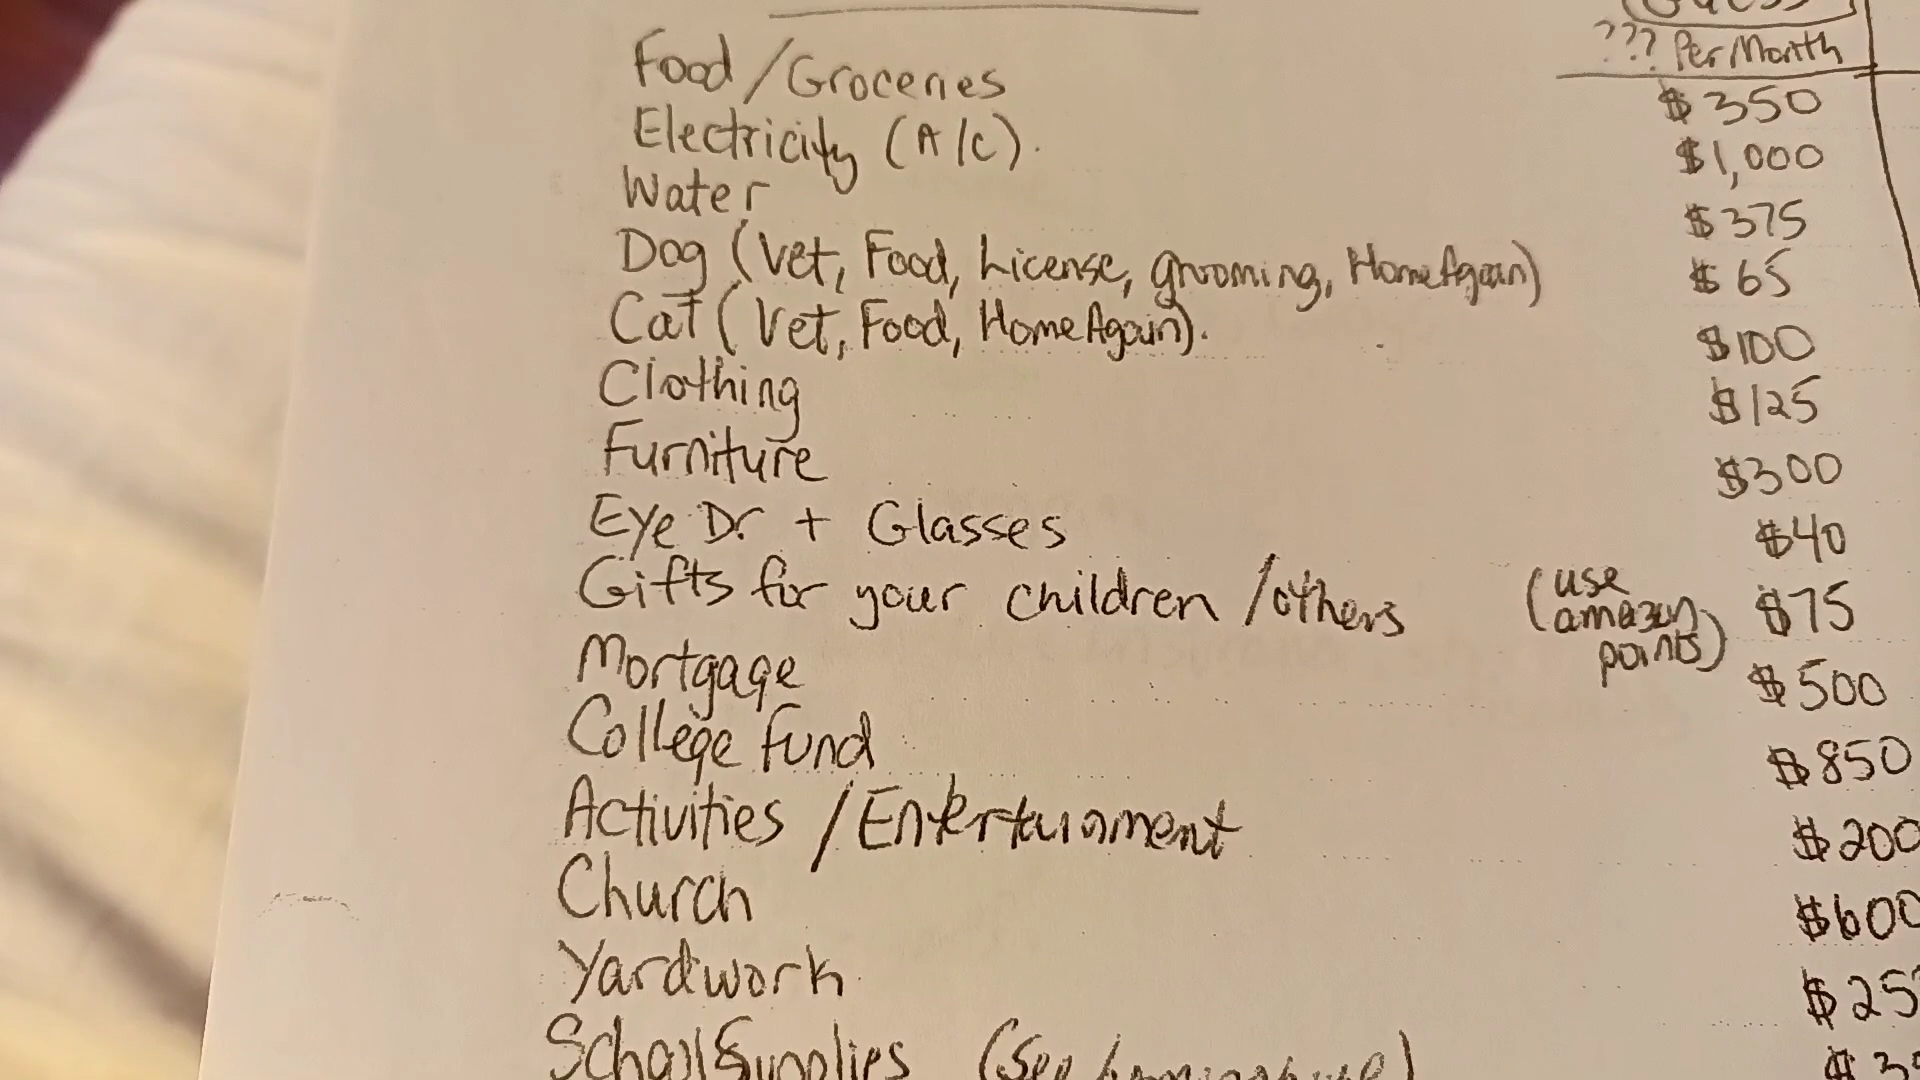 ??? Per Month
Food / Groceries $350
Electricity (A/C). $1,000
Water $375
Dog (Vet, Food, License, grooming, HomeAgain) $65
Cat (Vet, Food, HomeAgain). $100
Clothing $125
Furniture $300
Eye Dr. + Glasses $40
Gifts for your children / others (use amazon points) $75
Mortgage $500
College fund $850
Activities / Entertainment $200
Church $600
Yardwork $25
School Supplies (See